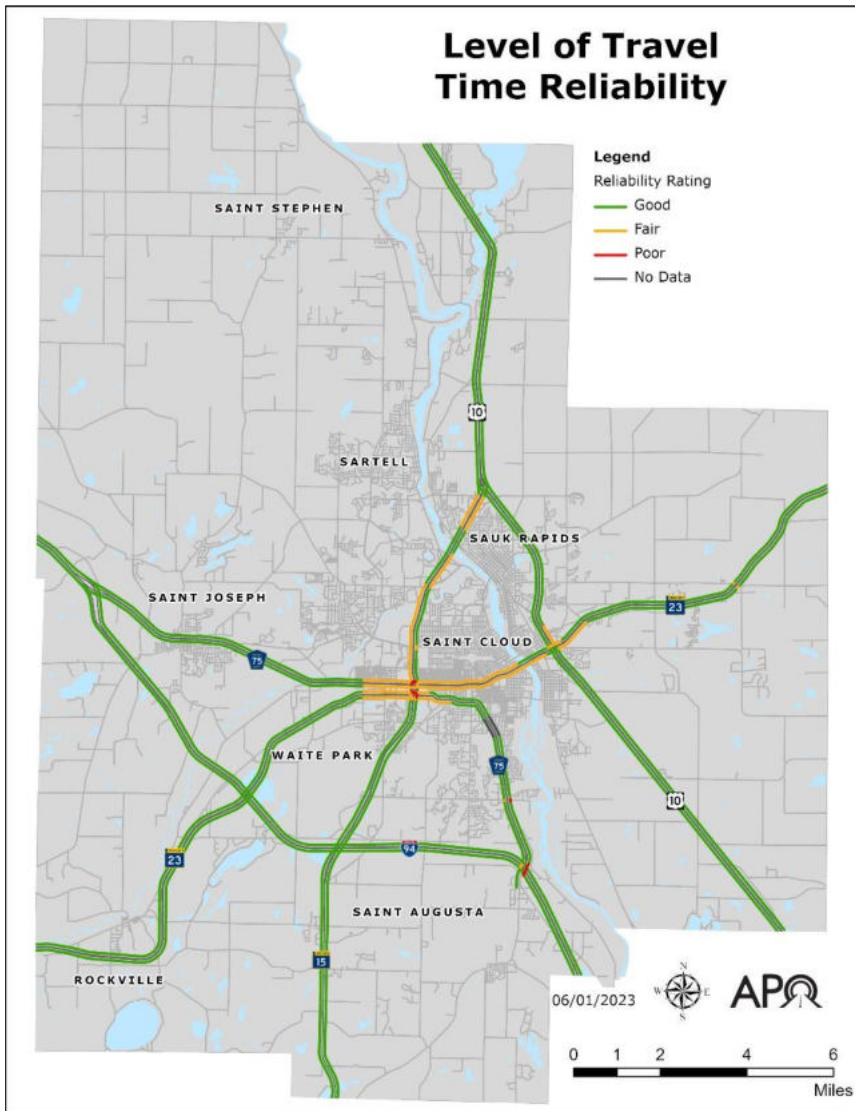 Level of Travel
Time Reliability
Legend
Reliability Rating
Good
Fair
Poor
No Data
SAINT STEPHEN
10
SARTELL
SAUK RAPIDS
23
SAINT JOSEPH
SAINT CLOUD
75
WAITE PARK
75
10
23
94
SAINT AUGUSTA
15
ROCKVILLE
N
W E
S
06/01/2023
APO
0 1 2 4 6
Miles